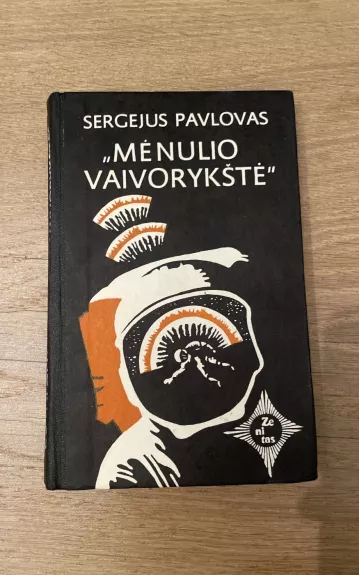 SERGEJUS PAVLOVAS
„MĖNULIO
VAIVORYKŠTĖ“
Ze
ni
tas